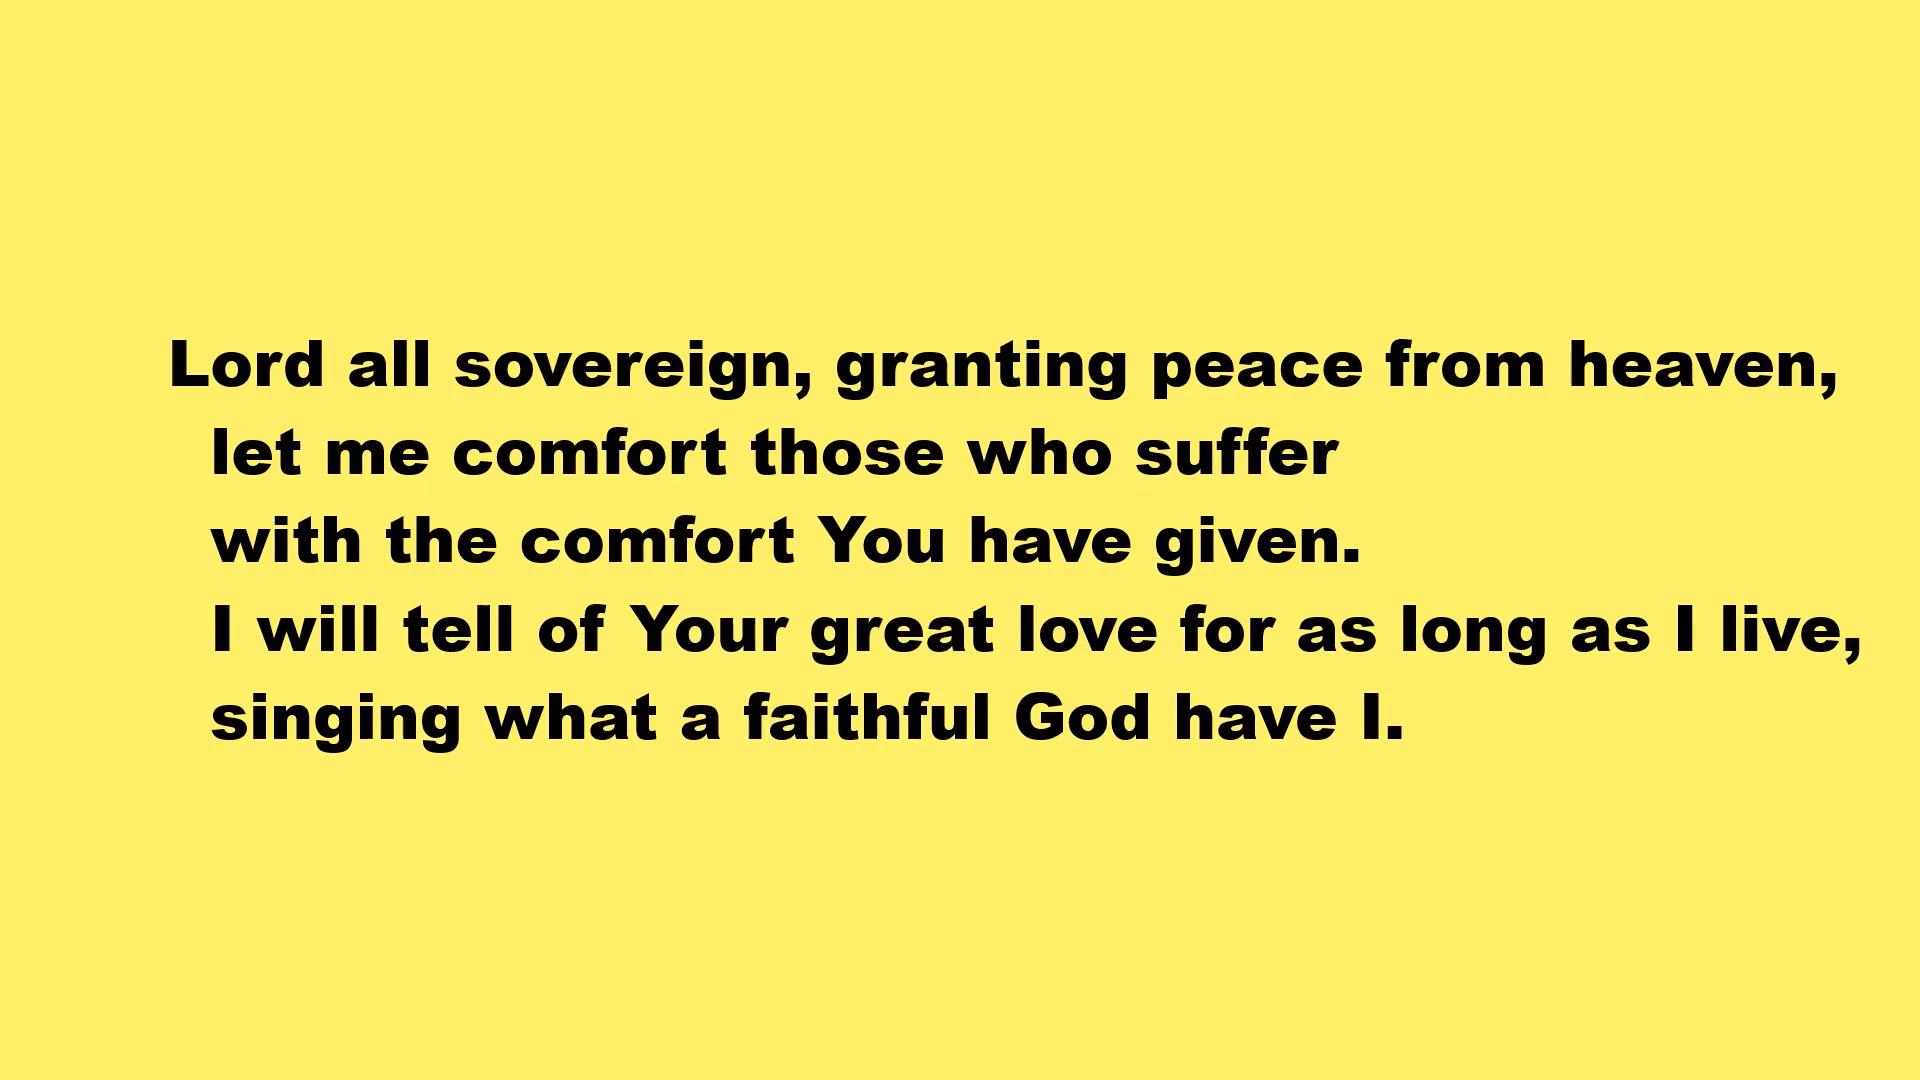 Lord all sovereign, granting peace from heaven,
let me comfort those who suffer
with the comfort You have given.
I will tell of Your great love for as long as I live,
singing what a faithful God have I.